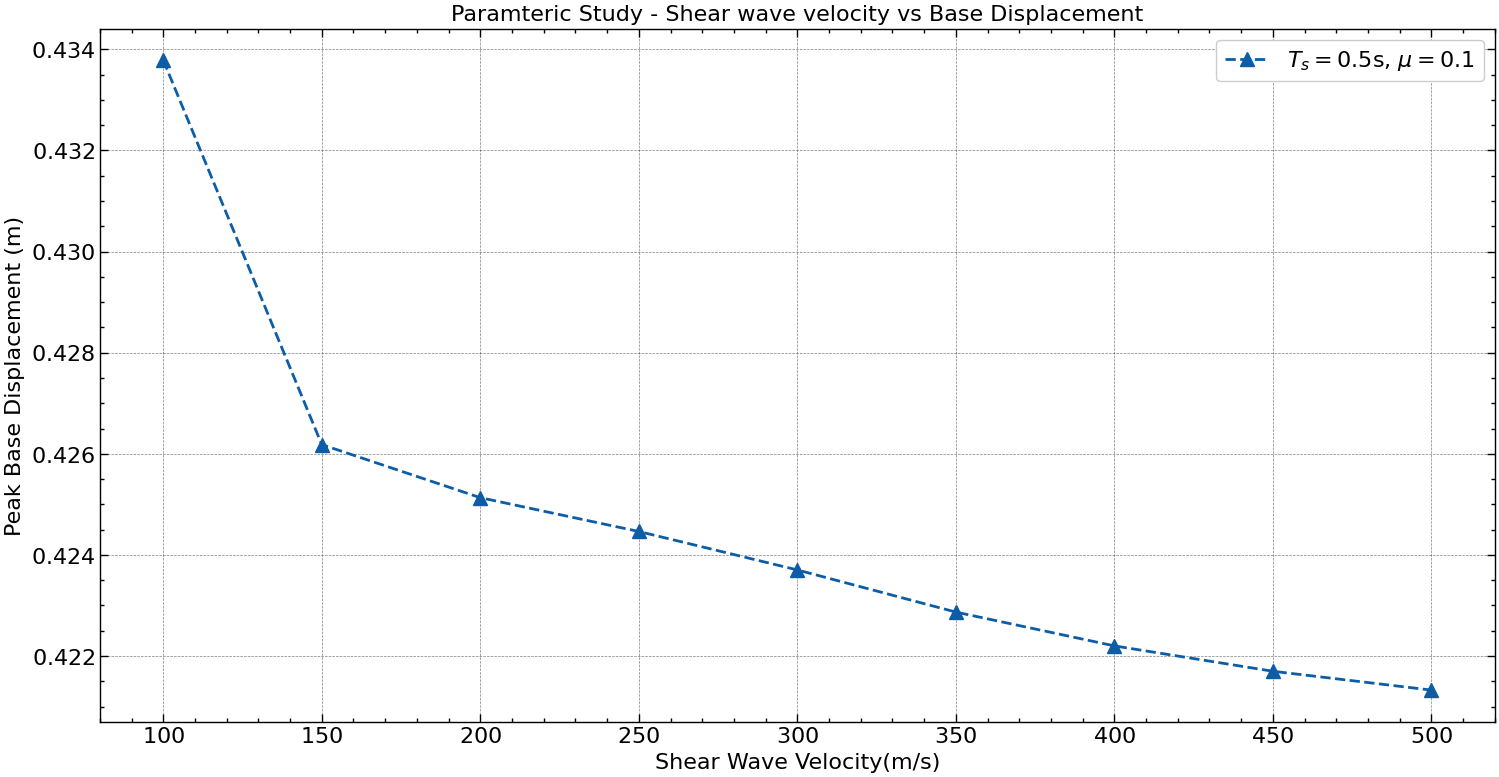 Paramteric Study - Shear wave velocity vs Base Displacement
T_s = 0.5s, μ = 0.1
Peak Base Displacement (m)
0.434
0.432
0.430
0.428
0.426
0.424
0.422
100 150 200 250 300 350 400 450 500
Shear Wave Velocity(m/s)